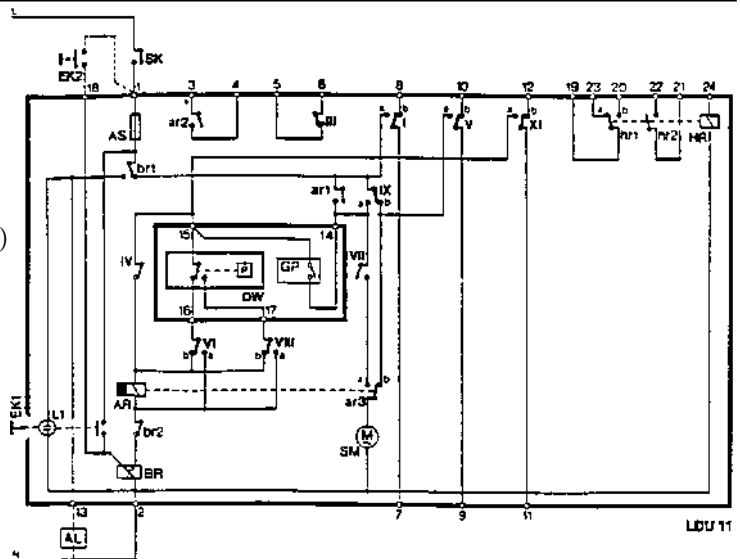 SK
EK2
18 1 3 4 5 6 8 10 12 19 23 20 22 21 24
AS ar2 III a b I a b V a b XI a b hr1 hr2 HR
br1
ar1 IX
a b
15 14
IV GP VII
P
DW
16 17
VI VIII
b a b a
AR a b
ar3
EK1 L1
br2 M
SM
BR
13 2 7 9 11
LDU 11
AL
N